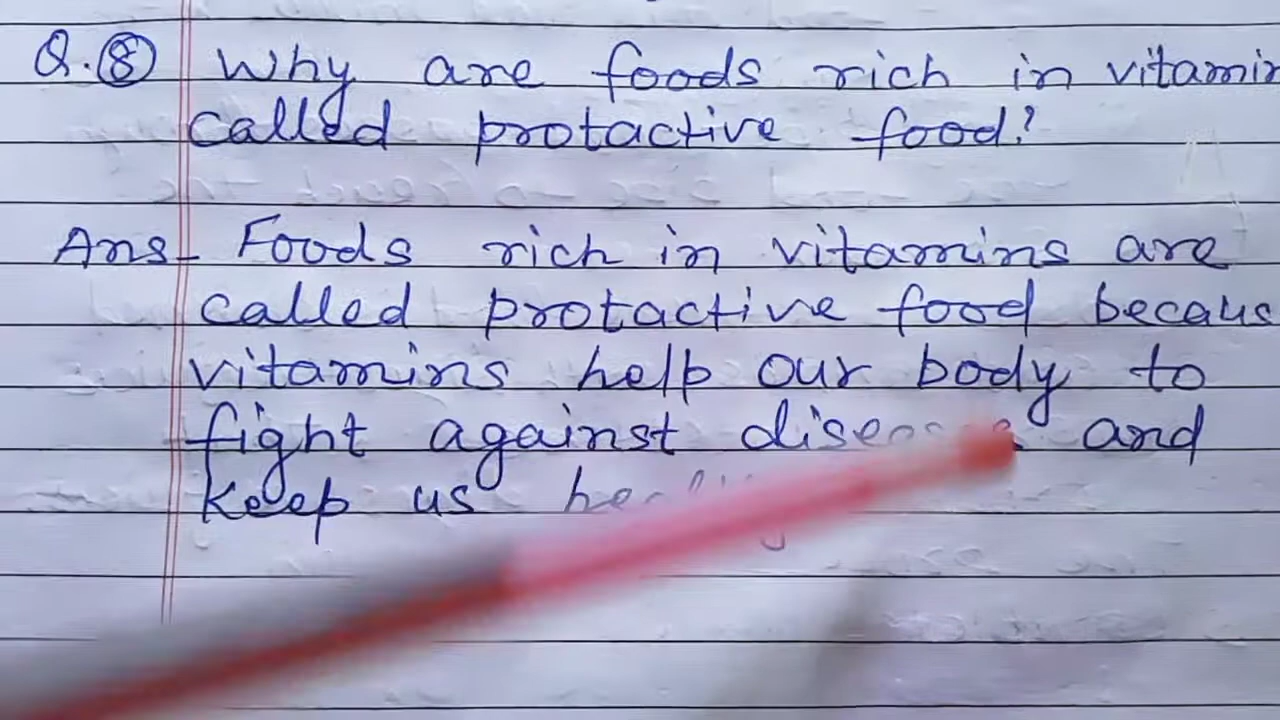 Q.⑧ Why are foods rich in vitamin
called protactive food?
Ans- Foods rich in vitamins are
called protactive food becaus
vitamins help our body to
fight against and
keep us